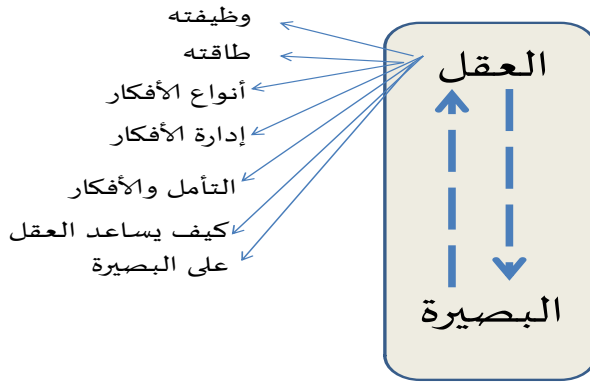 العقل
البصيرة
وظيفته
طاقته
أنواع الأفكار
إدارة الأفكار
التأمل والأفكار
كيف يساعد العقل
على البصيرة